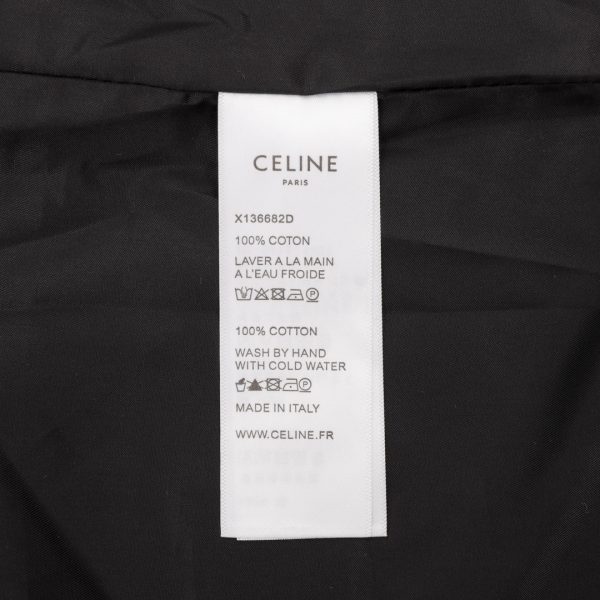 CELINE
PARIS
X136682D
100% COTON
LAVER A LA MAIN
A L'EAU FROIDE
P
100% COTTON
WASH BY HAND
WITH COLD WATER
P
MADE IN ITALY
WWW.CELINE.FR